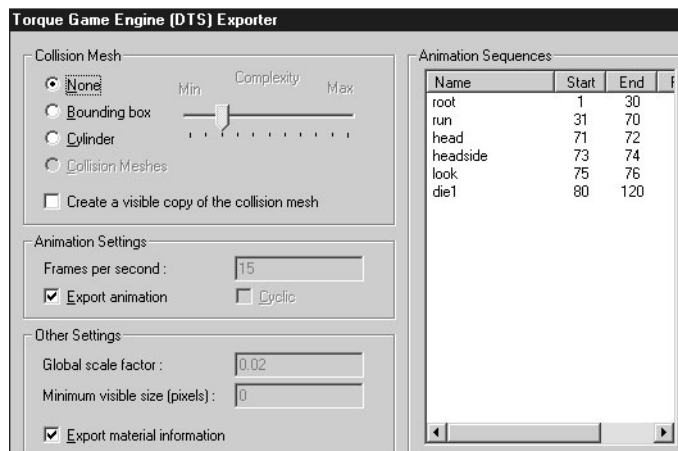 Torque Game Engine (DTS) Exporter
Collision Mesh
None
Bounding box
Cylinder
Collision Meshes
Min
Complexity
Max
Create a visible copy of the collision mesh
Animation Settings
Frames per second : 15
Export animation
Cyclic
Other Settings
Global scale factor : 0.02
Minimum visible size (pixels) : 0
Export material information
Animation Sequences
Name Start End
root 1 30
run 31 70
head 71 72
headside 73 74
look 75 76
die1 80 120